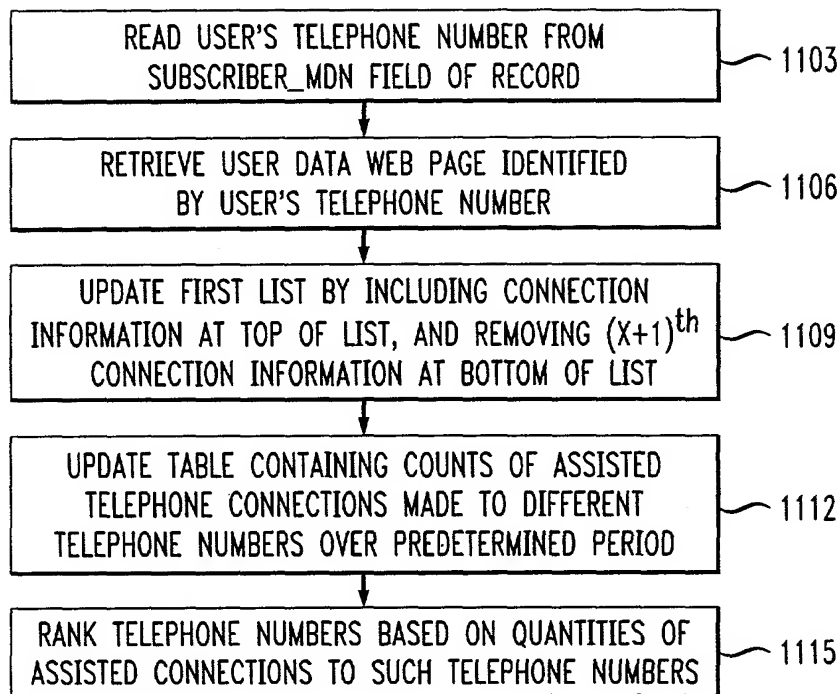 READ USER'S TELEPHONE NUMBER FROM
SUBSCRIBER_MDN FIELD OF RECORD
1103
RETRIEVE USER DATA WEB PAGE IDENTIFIED
BY USER'S TELEPHONE NUMBER
1106
UPDATE FIRST LIST BY INCLUDING CONNECTION
INFORMATION AT TOP OF LIST, AND REMOVING (X+1)th
CONNECTION INFORMATION AT BOTTOM OF LIST
1109
UPDATE TABLE CONTAINING COUNTS OF ASSISTED
TELEPHONE CONNECTIONS MADE TO DIFFERENT
TELEPHONE NUMBERS OVER PREDETERMINED PERIOD
1112
RANK TELEPHONE NUMBERS BASED ON QUANTITIES OF
ASSISTED CONNECTIONS TO SUCH TELEPHONE NUMBERS
1115